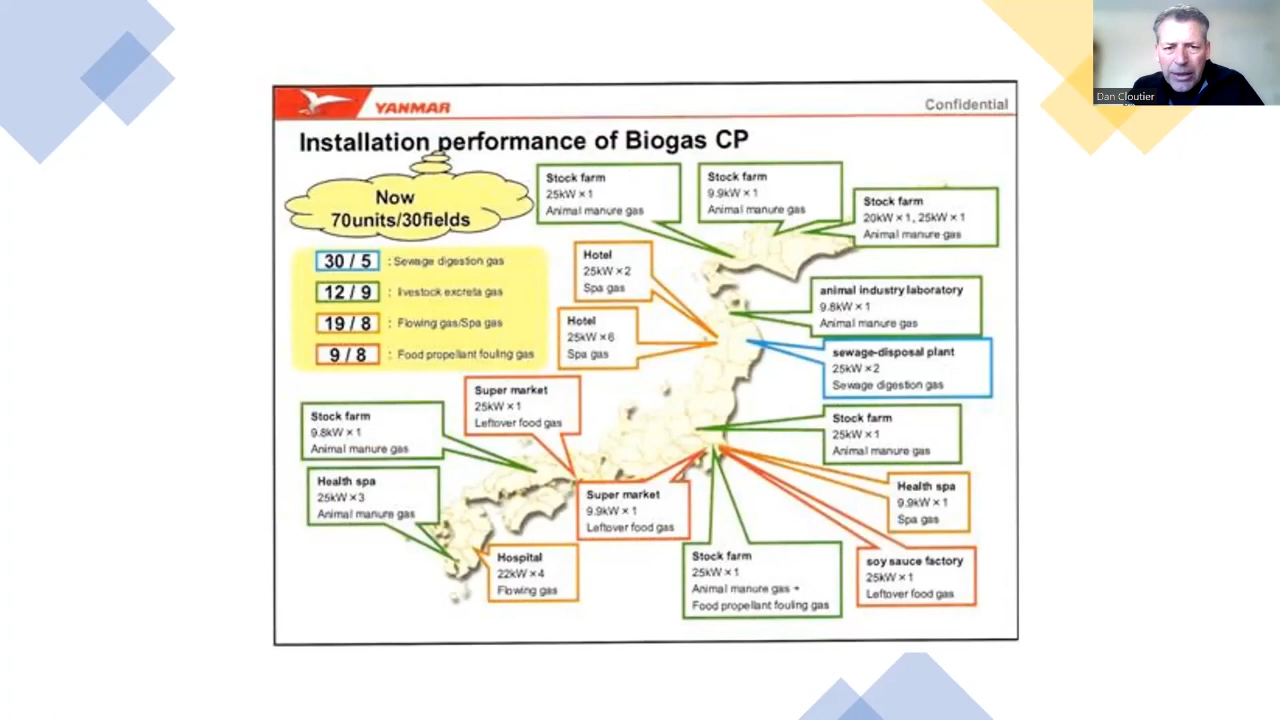 Dan Cloutier
YANMAR
Confidential
Installation performance of Biogas CP
Now
70units/30fields
30 / 5 : Sewage digestion gas
12 / 9 : livestock excreta gas
19 / 8 : Flowing gas/Spa gas
9 / 8 : Food propellant fouling gas
Stock farm
25kW × 1
Animal manure gas
Stock farm
9.9kW × 1
Animal manure gas
Stock farm
20kW × 1, 25kW × 1
Animal manure gas
Hotel
25kW × 2
Spa gas
Hotel
25kW × 6
Spa gas
animal industry laboratory
9.8kW × 1
Animal manure gas
sewage-disposal plant
25kW × 2
Sewage digestion gas
Super market
25kW × 1
Leftover food gas
Stock farm
9.8kW × 1
Animal manure gas
Stock farm
25kW × 1
Animal manure gas
Health spa
25kW × 3
Animal manure gas
Super market
9.9kW × 1
Leftover food gas
Health spa
9.9kW × 1
Spa gas
Hospital
22kW × 4
Flowing gas
Stock farm
25kW × 1
Animal manure gas +
Food propellant fouling gas
soy sauce factory
25kW × 1
Leftover food gas